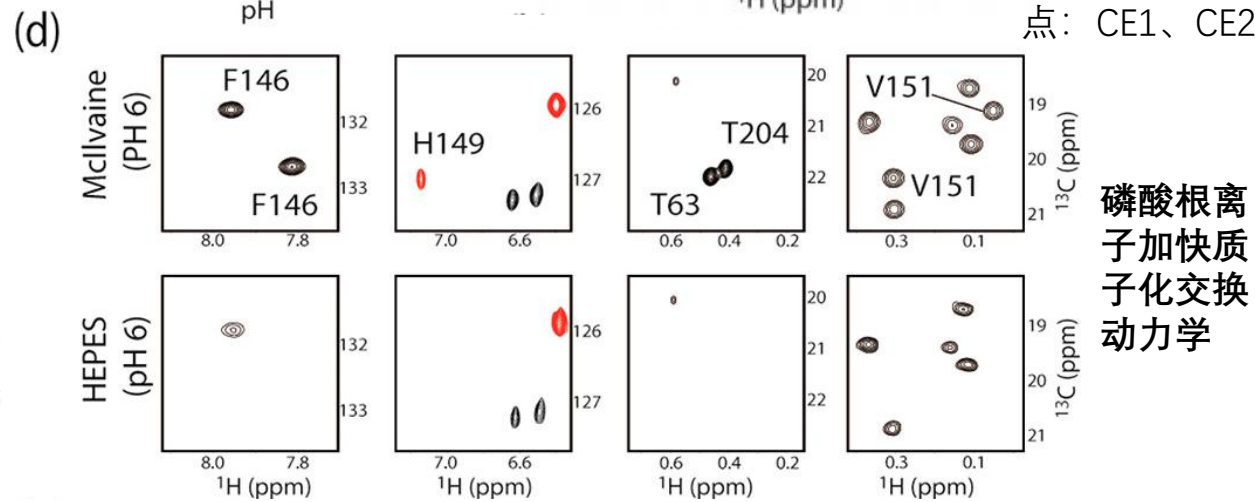 pH
¹H (ppm)
(d)
点：CE1、CE2
McIlvaine
(PH 6)
F146
F146
132
133
8.0 7.8
H149
126
127
7.0 6.6
T204
T63
20
21
22
0.6 0.4 0.2
V151
V151
19
20
21
¹³C (ppm)
0.3 0.1
磷酸根离
子加快质
子化交换
动力学
HEPES
(pH 6)
132
133
8.0 7.8
¹H (ppm)
126
127
7.0 6.6
¹H (ppm)
20
21
22
0.6 0.4 0.2
¹H (ppm)
19
20
21
¹³C (ppm)
0.3 0.1
¹H (ppm)